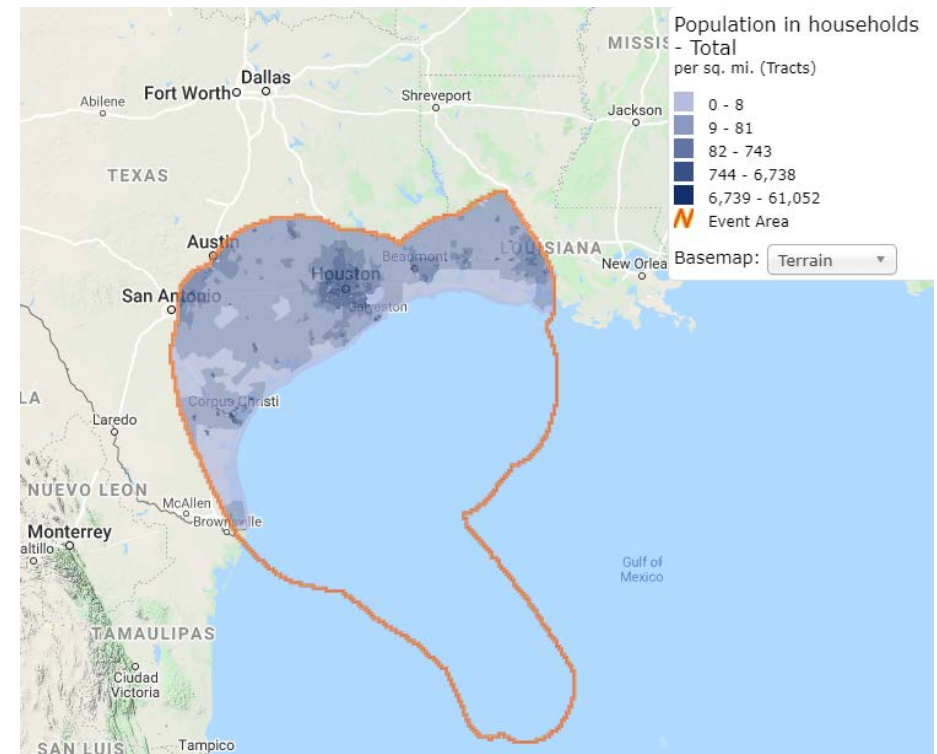 Population in households
- Total
per sq. mi. (Tracts)
0 - 8
9 - 81
82 - 743
744 - 6,738
6,739 - 61,052
Event Area
Basemap: Terrain
MISSIS
Dallas
Fort Worth
Abilene
Shreveport
Jackson
TEXAS
Austin
LOUISIANA
Beaumont
New Orlea
Houston
San Antonio
Galveston
LA
Corpus Christi
Laredo
NUEVO LEON
McAllen
Brownsville
Monterrey
altillo
Gulf of
Mexico
TAMAULIPAS
Ciudad
Victoria
SAN LUIS
Tampico